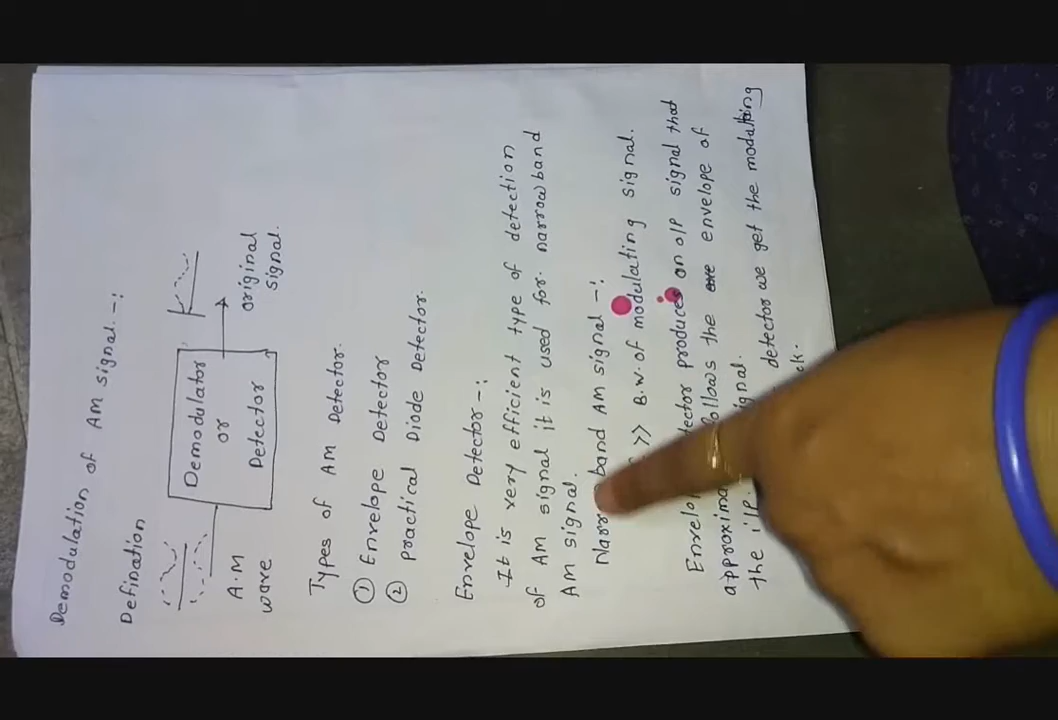 Demodulation of AM signal. -:
Defination
A.M
wave
Demodulator
or
Detector
original
signal.
Types of AM Detector.
① Envelope Detector
② practical Diode Detector.
Envelope Detector -:
It is very efficient type of detection
of AM signal it is used for narrowband
AM signal.
band AM signal -:
>> B.W. of modulating signal.
produces on O/P signal that
follows the envelope of
the i/P. detector we get the modulating